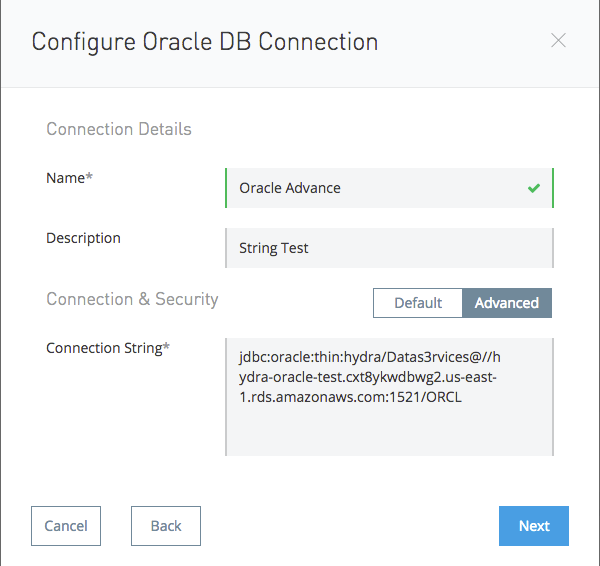 Configure Oracle DB Connection
Connection Details
Name*
Oracle Advance
Description
String Test
Connection & Security
Default
Advanced
Connection String*
jdbc:oracle:thin:hydra/Datas3rvices@//h
ydra-oracle-test.cxt8ykwdbwg2.us-east-
1.rds.amazonaws.com:1521/ORCL
Cancel
Back
Next